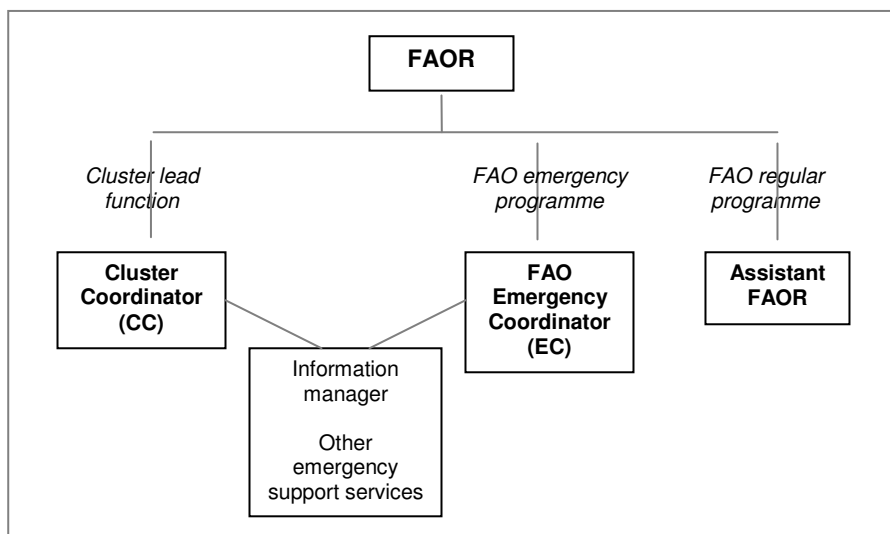 FAOR
Cluster lead
function
FAO emergency
programme
FAO regular
programme
Cluster
Coordinator
(CC)
FAO
Emergency
Coordinator
(EC)
Assistant
FAOR
Information
manager
Other
emergency
support services